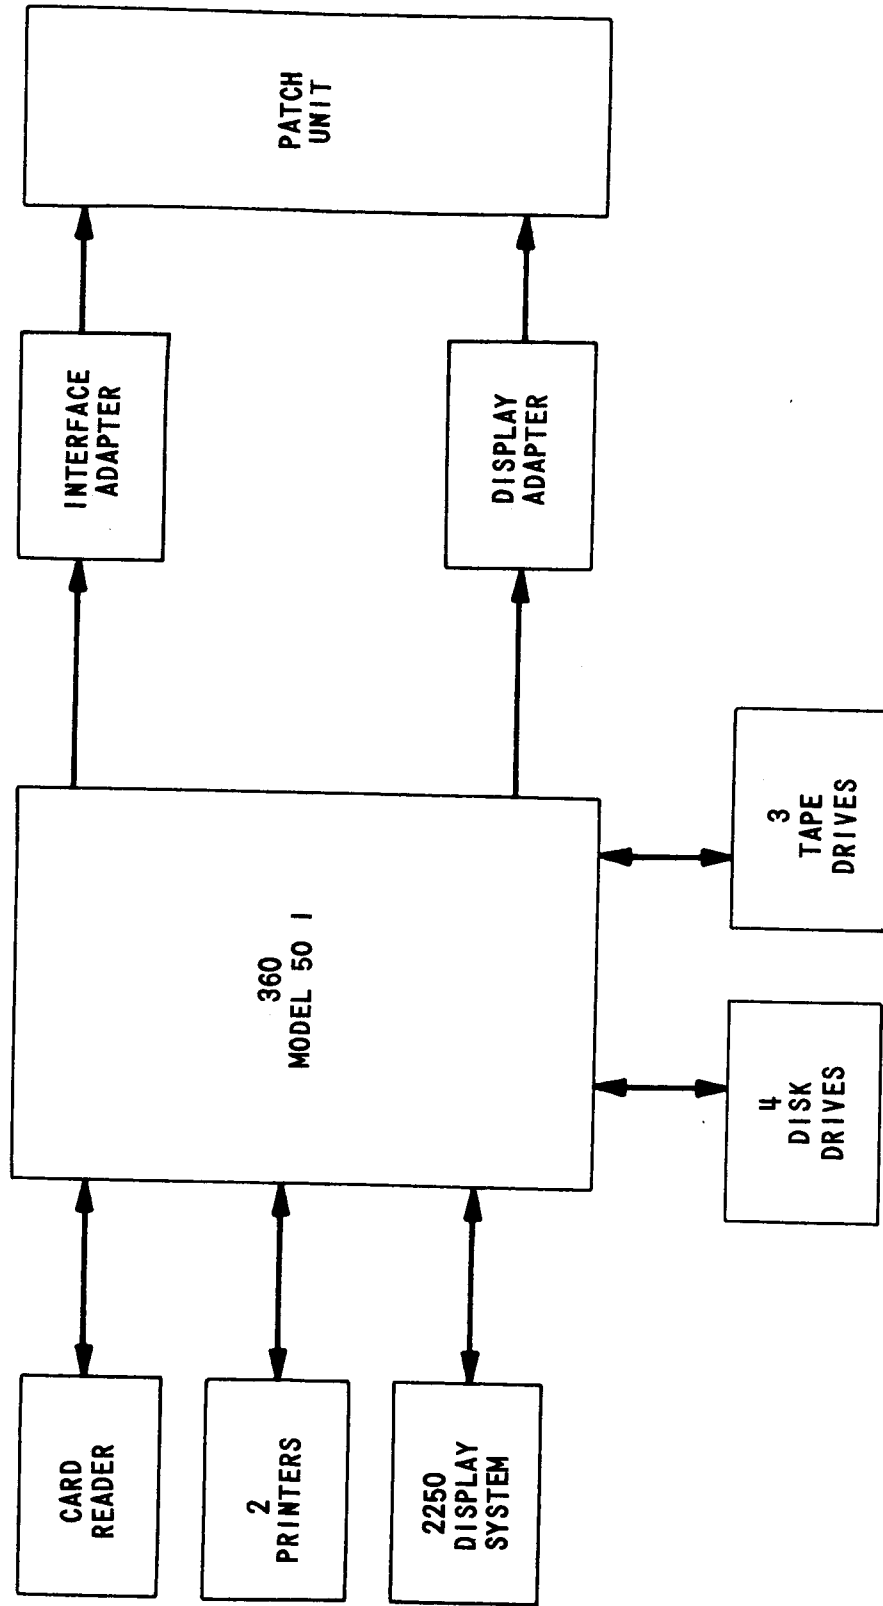 CARD
READER
2
PRINTERS
2250
DISPLAY
SYSTEM
360
MODEL 50 I
4
DISK
DRIVES
3
TAPE
DRIVES
INTERFACE
ADAPTER
DISPLAY
ADAPTER
PATCH
UNIT